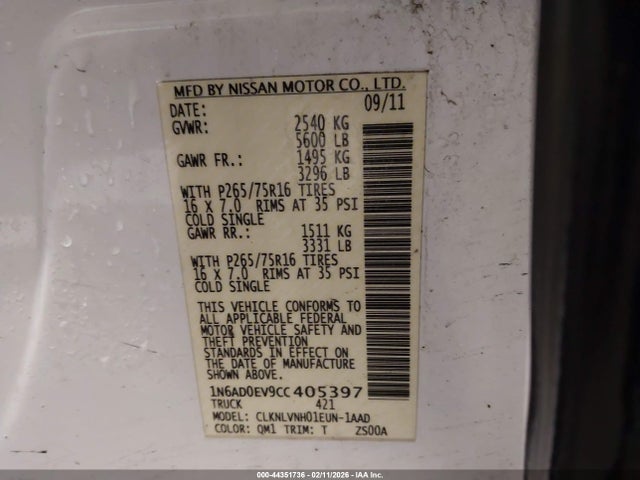 MFD BY NISSAN MOTOR CO., LTD.
DATE: 09/11
GVWR: 2540 KG
5600 LB
GAWR FR.: 1495 KG
3296 LB
WITH P265/75R16 TIRES
16 X 7.0 RIMS AT 35 PSI
COLD SINGLE
GAWR RR.: 1511 KG
3331 LB
WITH P265/75R16 TIRES
16 X 7.0 RIMS AT 35 PSI
COLD SINGLE
THIS VEHICLE CONFORMS TO
ALL APPLICABLE FEDERAL
MOTOR VEHICLE SAFETY AND
THEFT PREVENTION
STANDARDS IN EFFECT ON
THE DATE OF MANUFACTURE
SHOWN ABOVE.
1N6AD0EV9CC405397
TRUCK 421
MODEL: CLKNLVNH01EUN-1AAD
COLOR: QM1 TRIM: T ZS00A
000-44351736 - 02/11/2026 - IAA Inc.